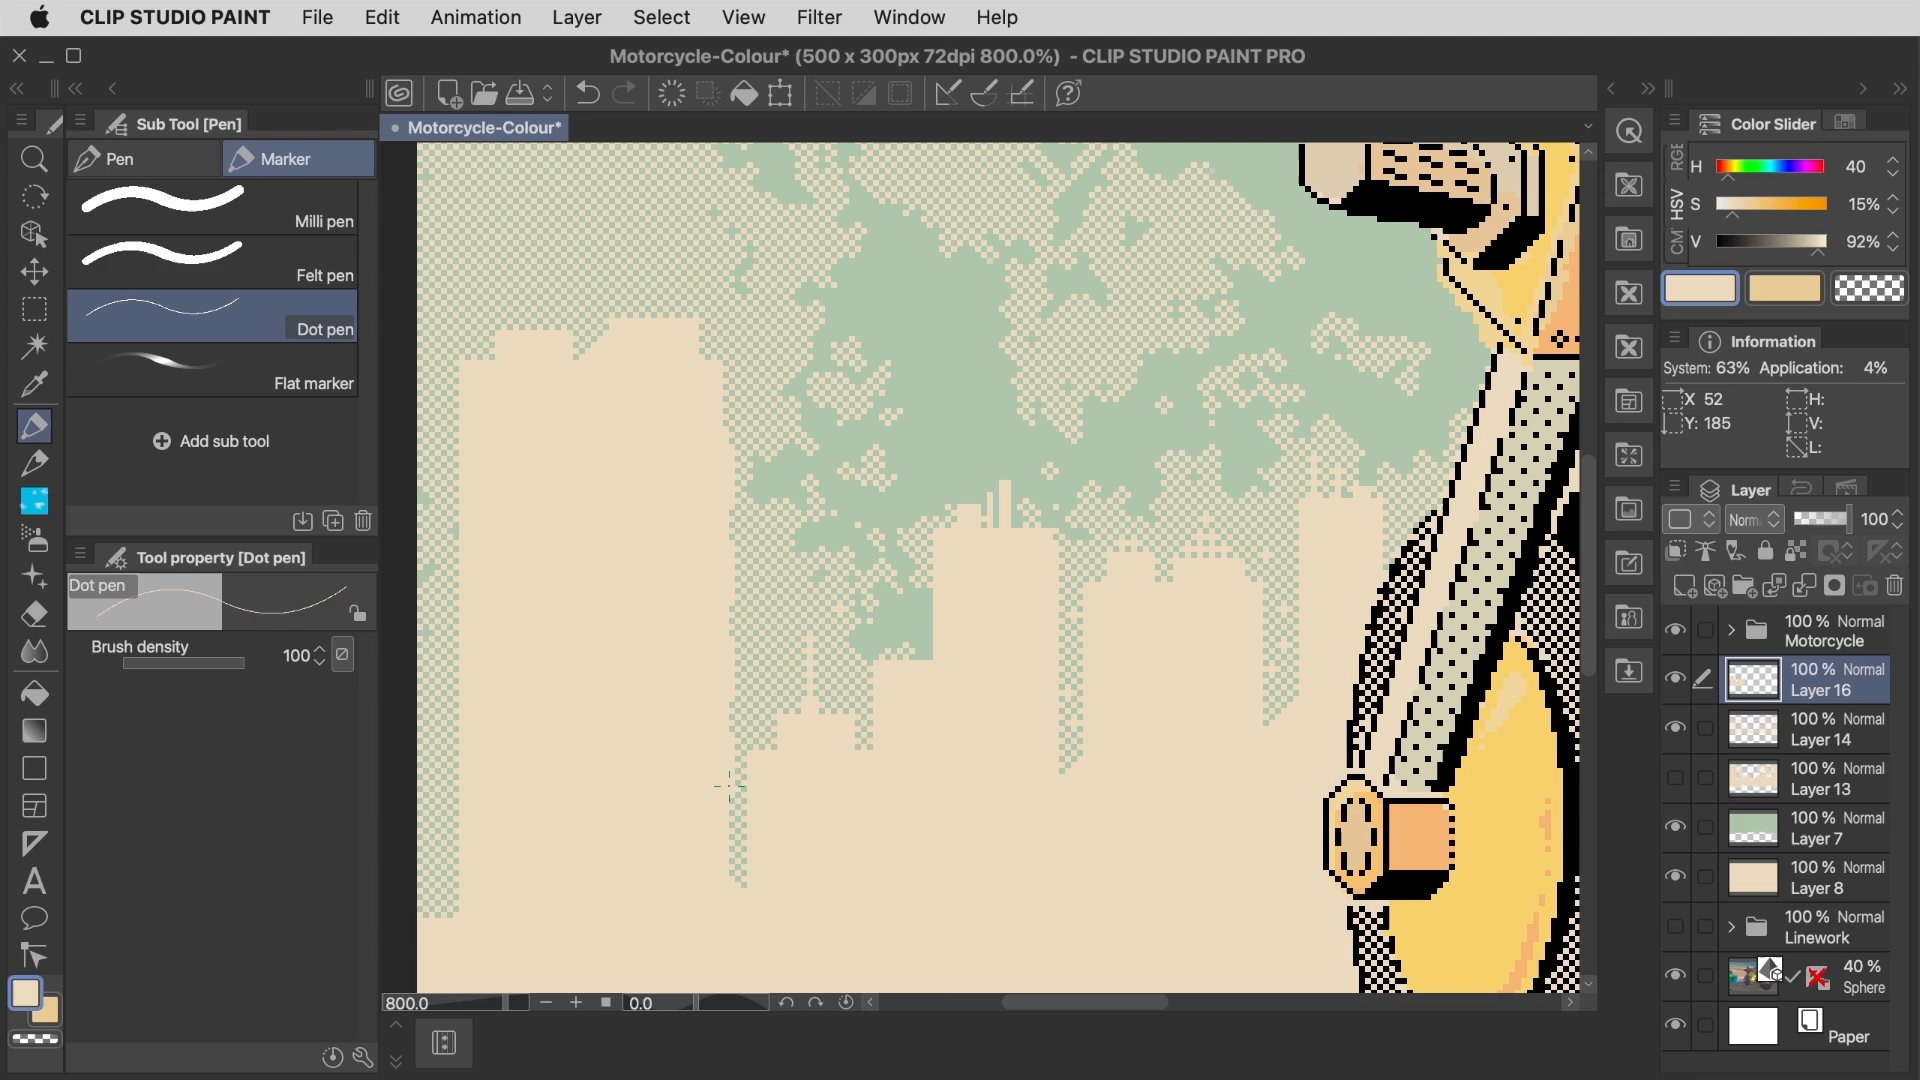 CLIP STUDIO PAINT File Edit Animation Layer Select View Filter Window Help
Motorcycle-Colour* (500 x 300px 72dpi 800.0%) - CLIP STUDIO PAINT PRO
Sub Tool [Pen]
Motorcycle-Colour*
Color Slider
Pen
Marker
Milli pen
Felt pen
Dot pen
Flat marker
Add sub tool
Tool property [Dot pen]
Dot pen
Brush density
100
HSV
H 40
S 15%
V 92%
Information
System: 63% Application: 4%
X 52 H:
Y: 185 V:
L:
Layer
Norm 100
100 % Normal
Motorcycle
100 % Normal
Layer 16
100 % Normal
Layer 14
100 % Normal
Layer 13
100 % Normal
Layer 7
100 % Normal
Layer 8
100 % Normal
Linework
40 %
Sphere
Paper
800.0
0.0